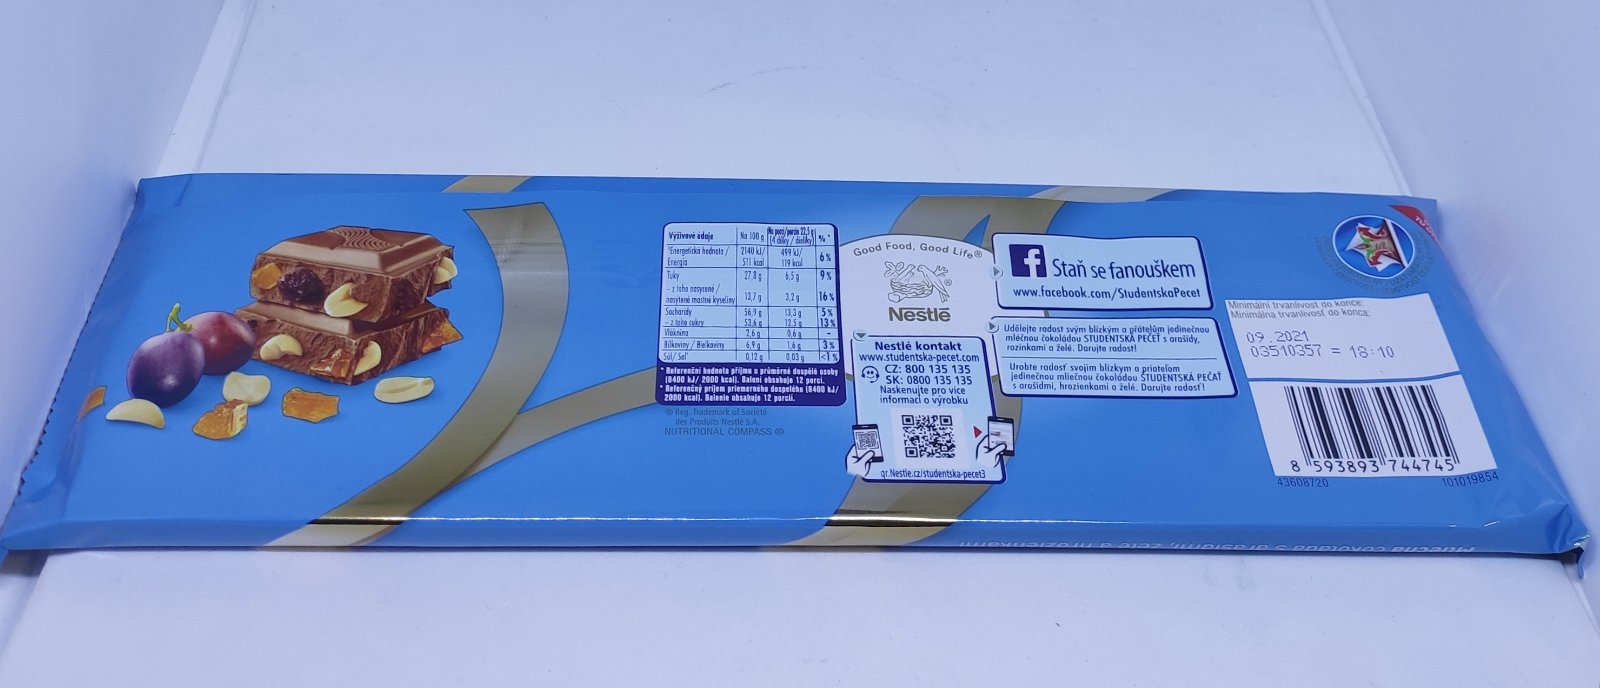 Výživové údaje | Na 100 g | Na porci/porciu 22,5 g (4 dílky / dieliky) | %*
Energetická hodnota / Energia | 2140 kJ/ 511 kcal | 499 kJ/ 119 kcal | 6%
Tuky | 27,8 g | 6,5 g | 9%
- z toho nasycené / nasýtené mastné kyseliny | 13,7 g | 3,2 g | 16%
Sacharidy | 56,9 g | 13,3 g | 5%
- z toho cukry | 53,6 g | 12,5 g | 13%
Vláknina | 2,6 g | 0,6 g | -
Bílkoviny / Bielkoviny | 6,9 g | 1,6 g | 3%
Sůl/ Soľ | 0,12 g | 0,03 g | <1%
* Referenční hodnota příjmu u průměrné dospělé osoby
(8400 kJ/ 2000 kcal). Balení obsahuje 12 porcí.
* Referenčný príjem priemerného dospelého (8400 kJ/
2000 kcal). Balenie obsahuje 12 porcií.
® Reg. Trademark of Société
des Produits Nestlé S.A.
NUTRITIONAL COMPASS ®
Good Food, Good Life®
Nestlé
Nestlé kontakt
www.studentska-pecet.com
CZ: 800 135 135
SK: 0800 135 135
Naskenujte pro více
informací o výrobku
qr.Nestle.cz/studentska-pecet3
f Staň se fanouškem
www.facebook.com/StudentskaPecet
Udělejte radost svým blízkým a přátelům jedinečnou
mléčnou čokoládou STUDENTSKÁ PEČEŤ s arašídy,
rozinkami a želé. Darujte radost!
Urobte radosť svojim blízkym a priateľom
jedinečnou mliečnou čokoládou ŠTUDENTSKÁ PEČAŤ
s arašidmi, hrozienkami a želé. Darujte radosť!
Minimální trvanlivost do konce:
Minimálna trvanlivosť do konca:
09.2021
03510357 = 18:10
8 593893 744745
43608720
101019854
Mliečna čokoláda s arašidmi, želé a hrozienkami